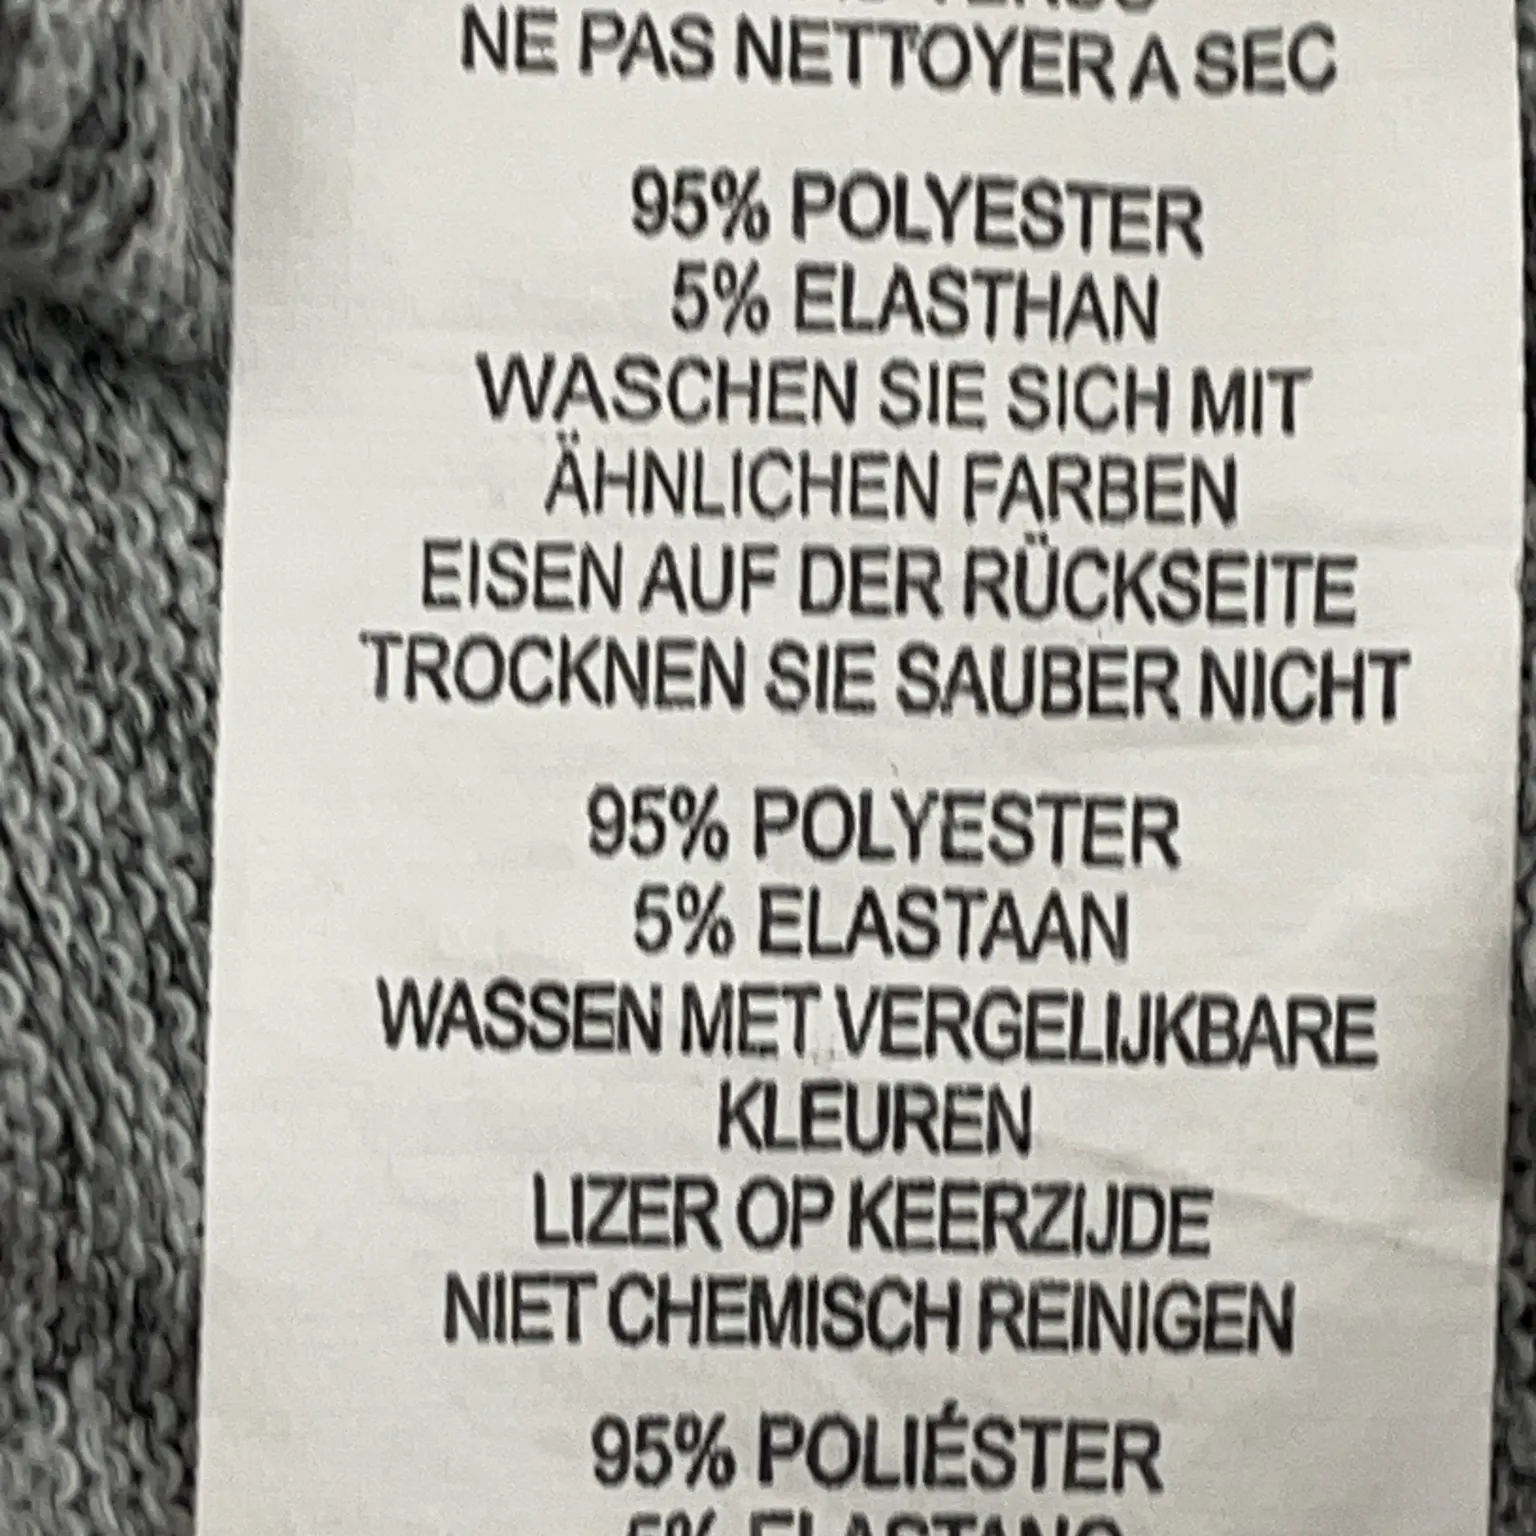 NE PAS NETTOYER A SEC
95% POLYESTER
5% ELASTHAN
WASCHEN SIE SICH MIT
ÄHNLICHEN FARBEN
EISEN AUF DER RÜCKSEITE
TROCKNEN SIE SAUBER NICHT
95% POLYESTER
5% ELASTAAN
WASSEN MET VERGELIJKBARE
KLEUREN
LIZER OP KEERZIJDE
NIET CHEMISCH REINIGEN
95% POLIÉSTER
5% ELASTANO